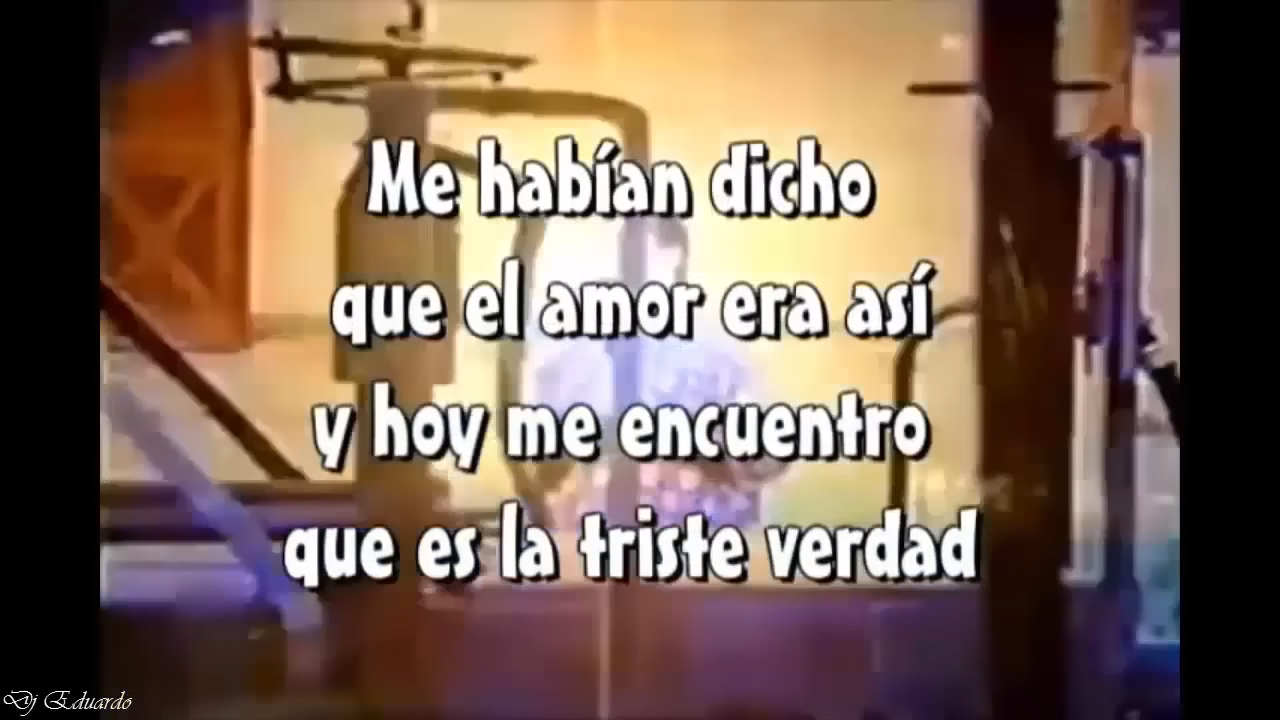 Me habían dicho
que el amor era así
y hoy me encuentro
que es la triste verdad
Dj Eduardo